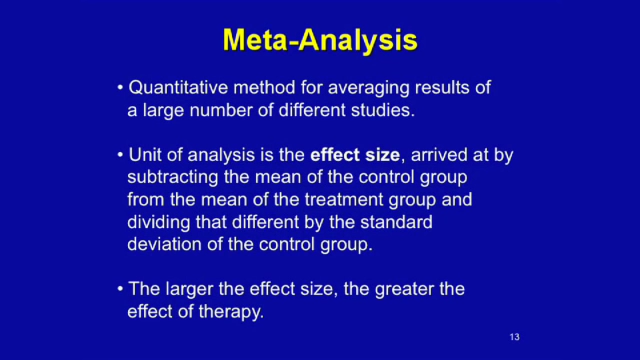 Meta-Analysis
• Quantitative method for averaging results of
a large number of different studies.
• Unit of analysis is the effect size, arrived at by
subtracting the mean of the control group
from the mean of the treatment group and
dividing that different by the standard
deviation of the control group.
• The larger the effect size, the greater the
effect of therapy.
13